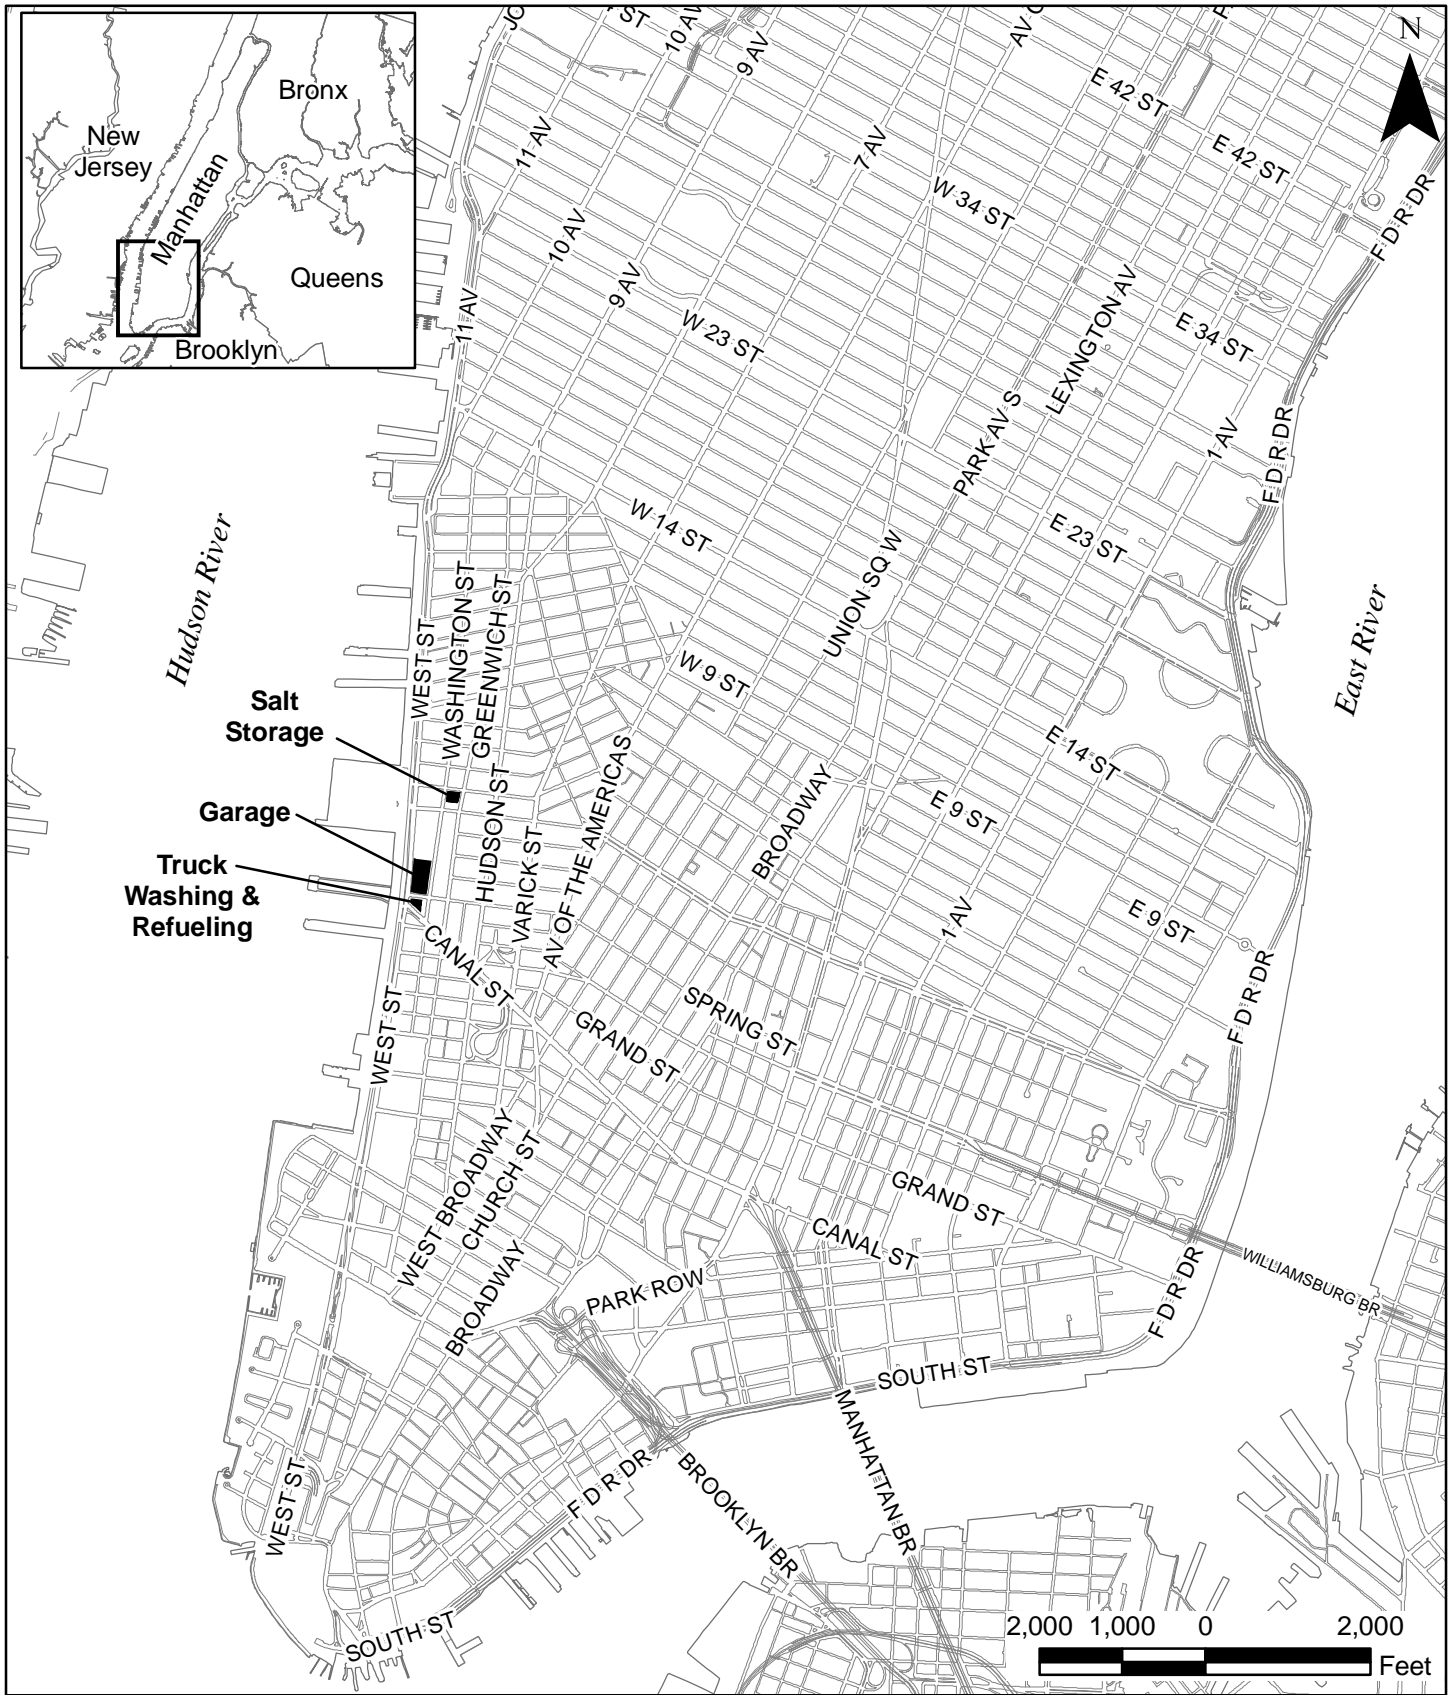 Bronx
New
Jersey
Manhattan
Queens
Brooklyn
N
JO
ST
10 AV
9 AV
AV O
E 42 ST
11 AV
7 AV
E 42 ST
W 34 ST
F D R DR
10 AV
9 AV
11 AV
W 23 ST
LEXINGTON AV
E 34 ST
PARK AV S
1 AV
F D R DR
W 14 ST
E 23 ST
UNION SQ W
Hudson River
East River
WEST ST
WASHINGTON ST
GREENWICH ST
W 9 ST
Salt
Storage
E 14 ST
HUDSON ST
VARICK ST
AV OF THE AMERICAS
BROADWAY
E 9 ST
Garage
Truck
Washing &
Refueling
1 AV
E 9 ST
CANAL ST
F D R DR
WEST ST
SPRING ST
GRAND ST
WEST BROADWAY
CHURCH ST
GRAND ST
CANAL ST
BROADWAY
PARK ROW
WILLIAMSBURG BR
F D R DR
SOUTH ST
WEST ST
F D R DR
BROOKLYN BR
MANHATTAN BR
SOUTH ST
2,000 1,000 0 2,000
Feet